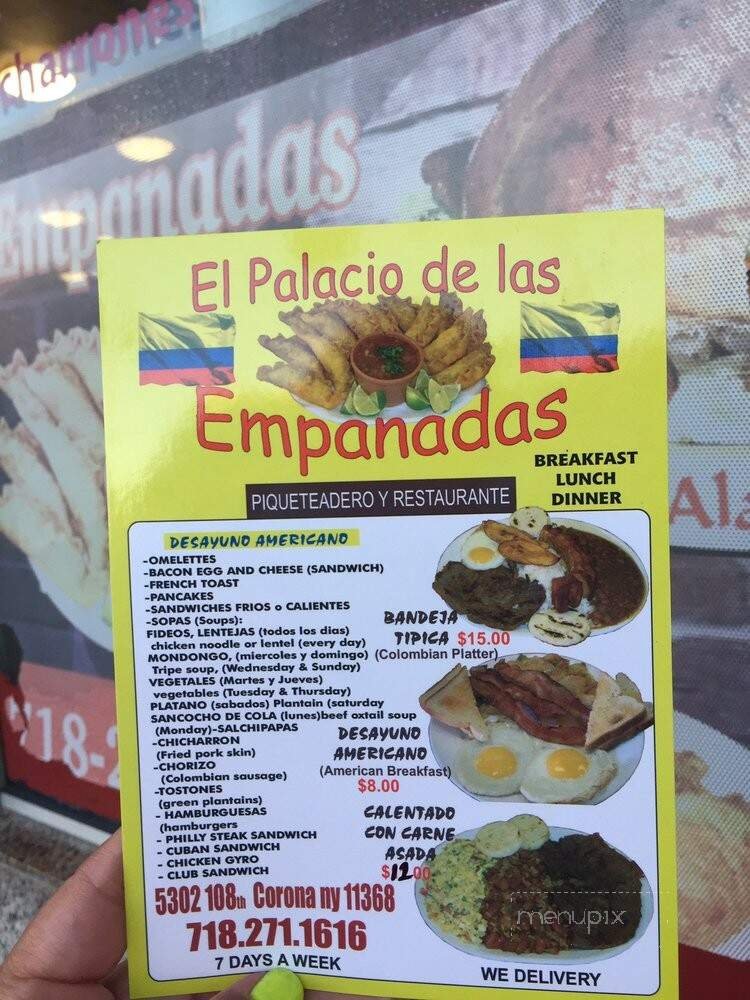 charrones.
Empanadas
El Palacio de las
Empanadas
BREAKFAST
LUNCH
DINNER
PIQUETEADERO Y RESTAURANTE
DESAYUNO AMERICANO
-OMELETTES
-BACON EGG AND CHEESE (SANDWICH)
-FRENCH TOAST
-PANCAKES
-SANDWICHES FRIOS o CALIENTES
-SOPAS (Soups):
FIDEOS, LENTEJAS (todos los dias)
chicken noodle or lentel (every day)
MONDONGO, (miercoles y domingo)
Tripe soup, (Wednesday & Sunday)
VEGETALES (Martes y Jueves)
vegetables (Tuesday & Thursday)
PLATANO (sabados) Plantain (saturday
SANCOCHO DE COLA (lunes)beef oxtail soup
(Monday)-SALCHIPAPAS
-CHICHARRON
(Fried pork skin)
-CHORIZO
(Colombian sausage)
-TOSTONES
(green plantains)
- HAMBURGUESAS
(hamburgers
- PHILLY STEAK SANDWICH
- CUBAN SANDWICH
- CHICKEN GYRO
- CLUB SANDWICH
BANDEJA
TIPICA $15.00
(Colombian Platter)
DESAYUNO
AMERICANO
(American Breakfast)
$8.00
CALENTADO
CON CARNE
ASADA
$12.00
5302 108th Corona ny 11368
718.271.1616
7 DAYS A WEEK
WE DELIVERY
Ala
718-2
menupix